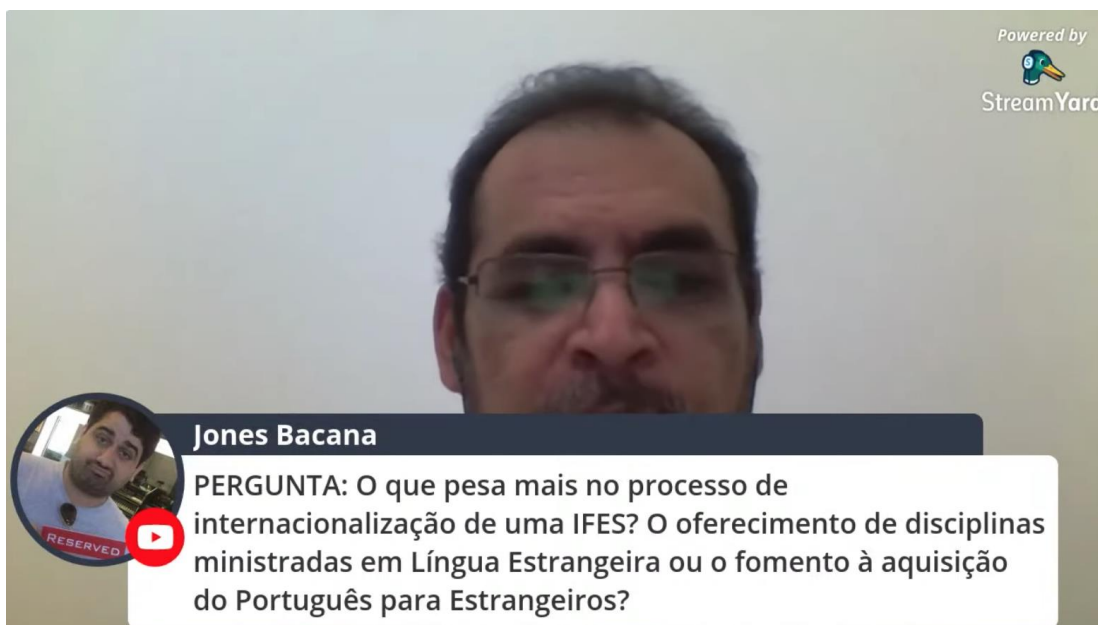 Powered by
StreamYard
Jones Bacana
PERGUNTA: O que pesa mais no processo de
internacionalização de uma IFES? O oferecimento de disciplinas
ministradas em Língua Estrangeira ou o fomento à aquisição
do Português para Estrangeiros?
RESERVED